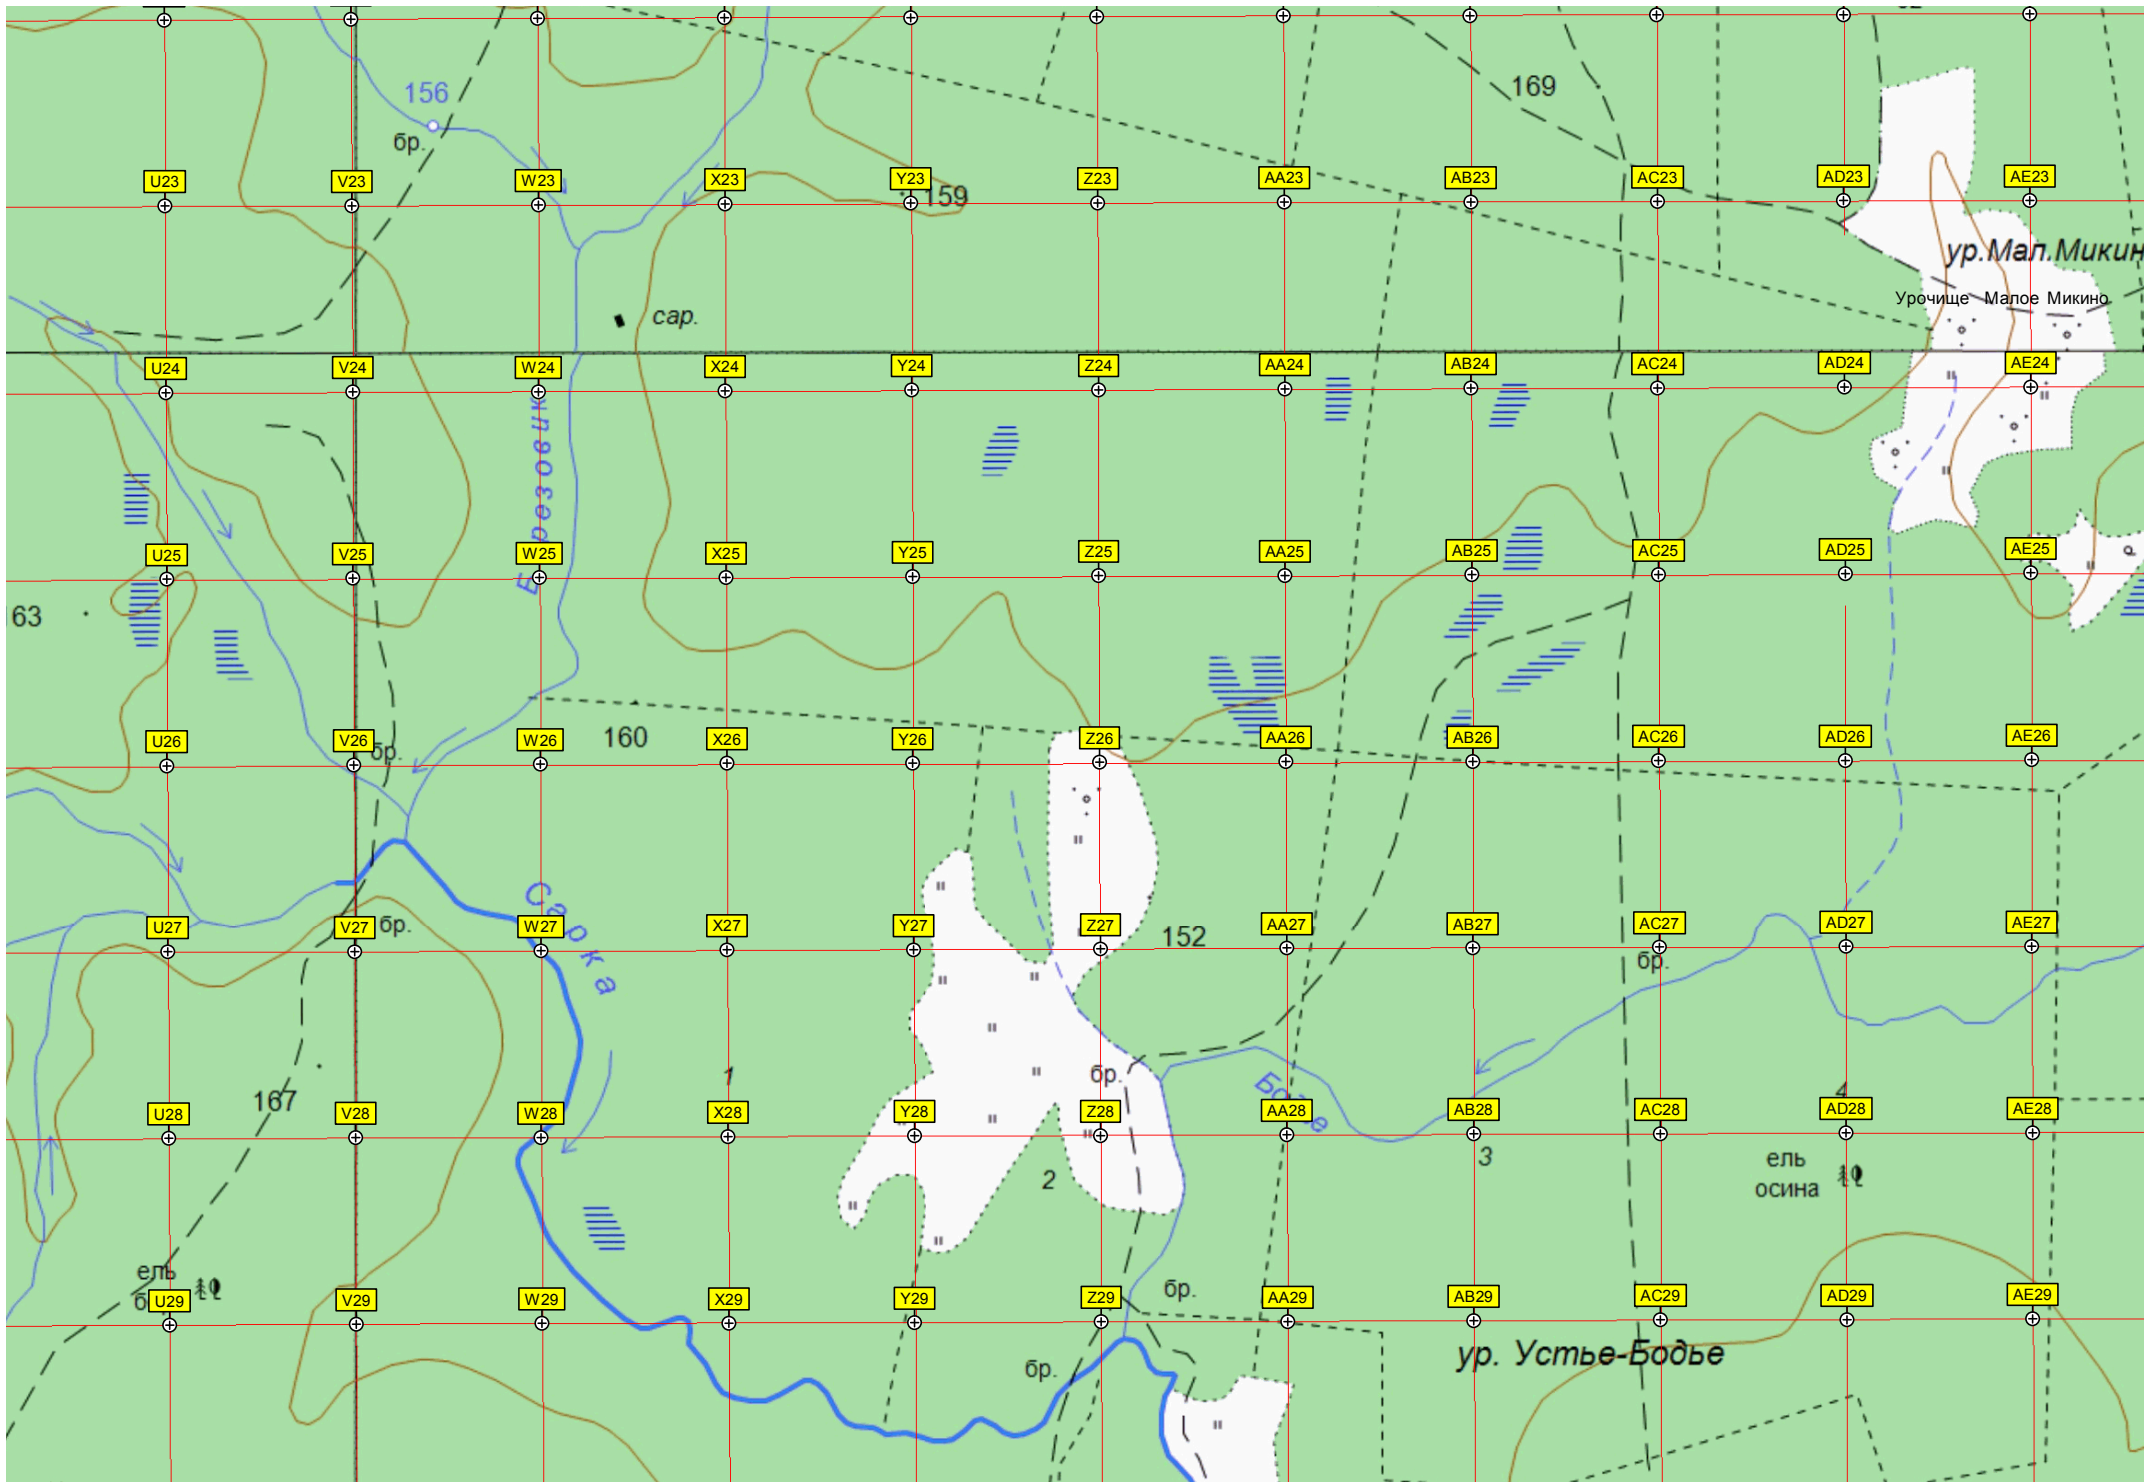 156
169
бр.
U23 V23 W23 X23 Y23 Z23 AA23 AB23 AC23 AD23 AE23
159
ур.Мал.Микин
Урочище Малое Микино
сар.
U24 V24 W24 X24 Y24 Z24 AA24 AB24 AC24 AD24 AE24
U25 V25 W25 X25 Y25 Z25 AA25 AB25 AC25 AD25 AE25
63
U26 V26 W26 X26 Y26 Z26 AA26 AB26 AC26 AD26 AE26
бр.
160
Сарка
U27 V27 W27 X27 Y27 Z27 AA27 AB27 AC27 AD27 AE27
бр.
152
бр.
1
бр.
167
4
U28 V28 W28 X28 Y28 Z28 AA28 AB28 AC28 AD28 AE28
2
3
ель
осина
ель
бр.
U29 V29 W29 X29 Y29 Z29 AA29 AB29 AC29 AD29 AE29
ур. Устье-Бодье
бр.